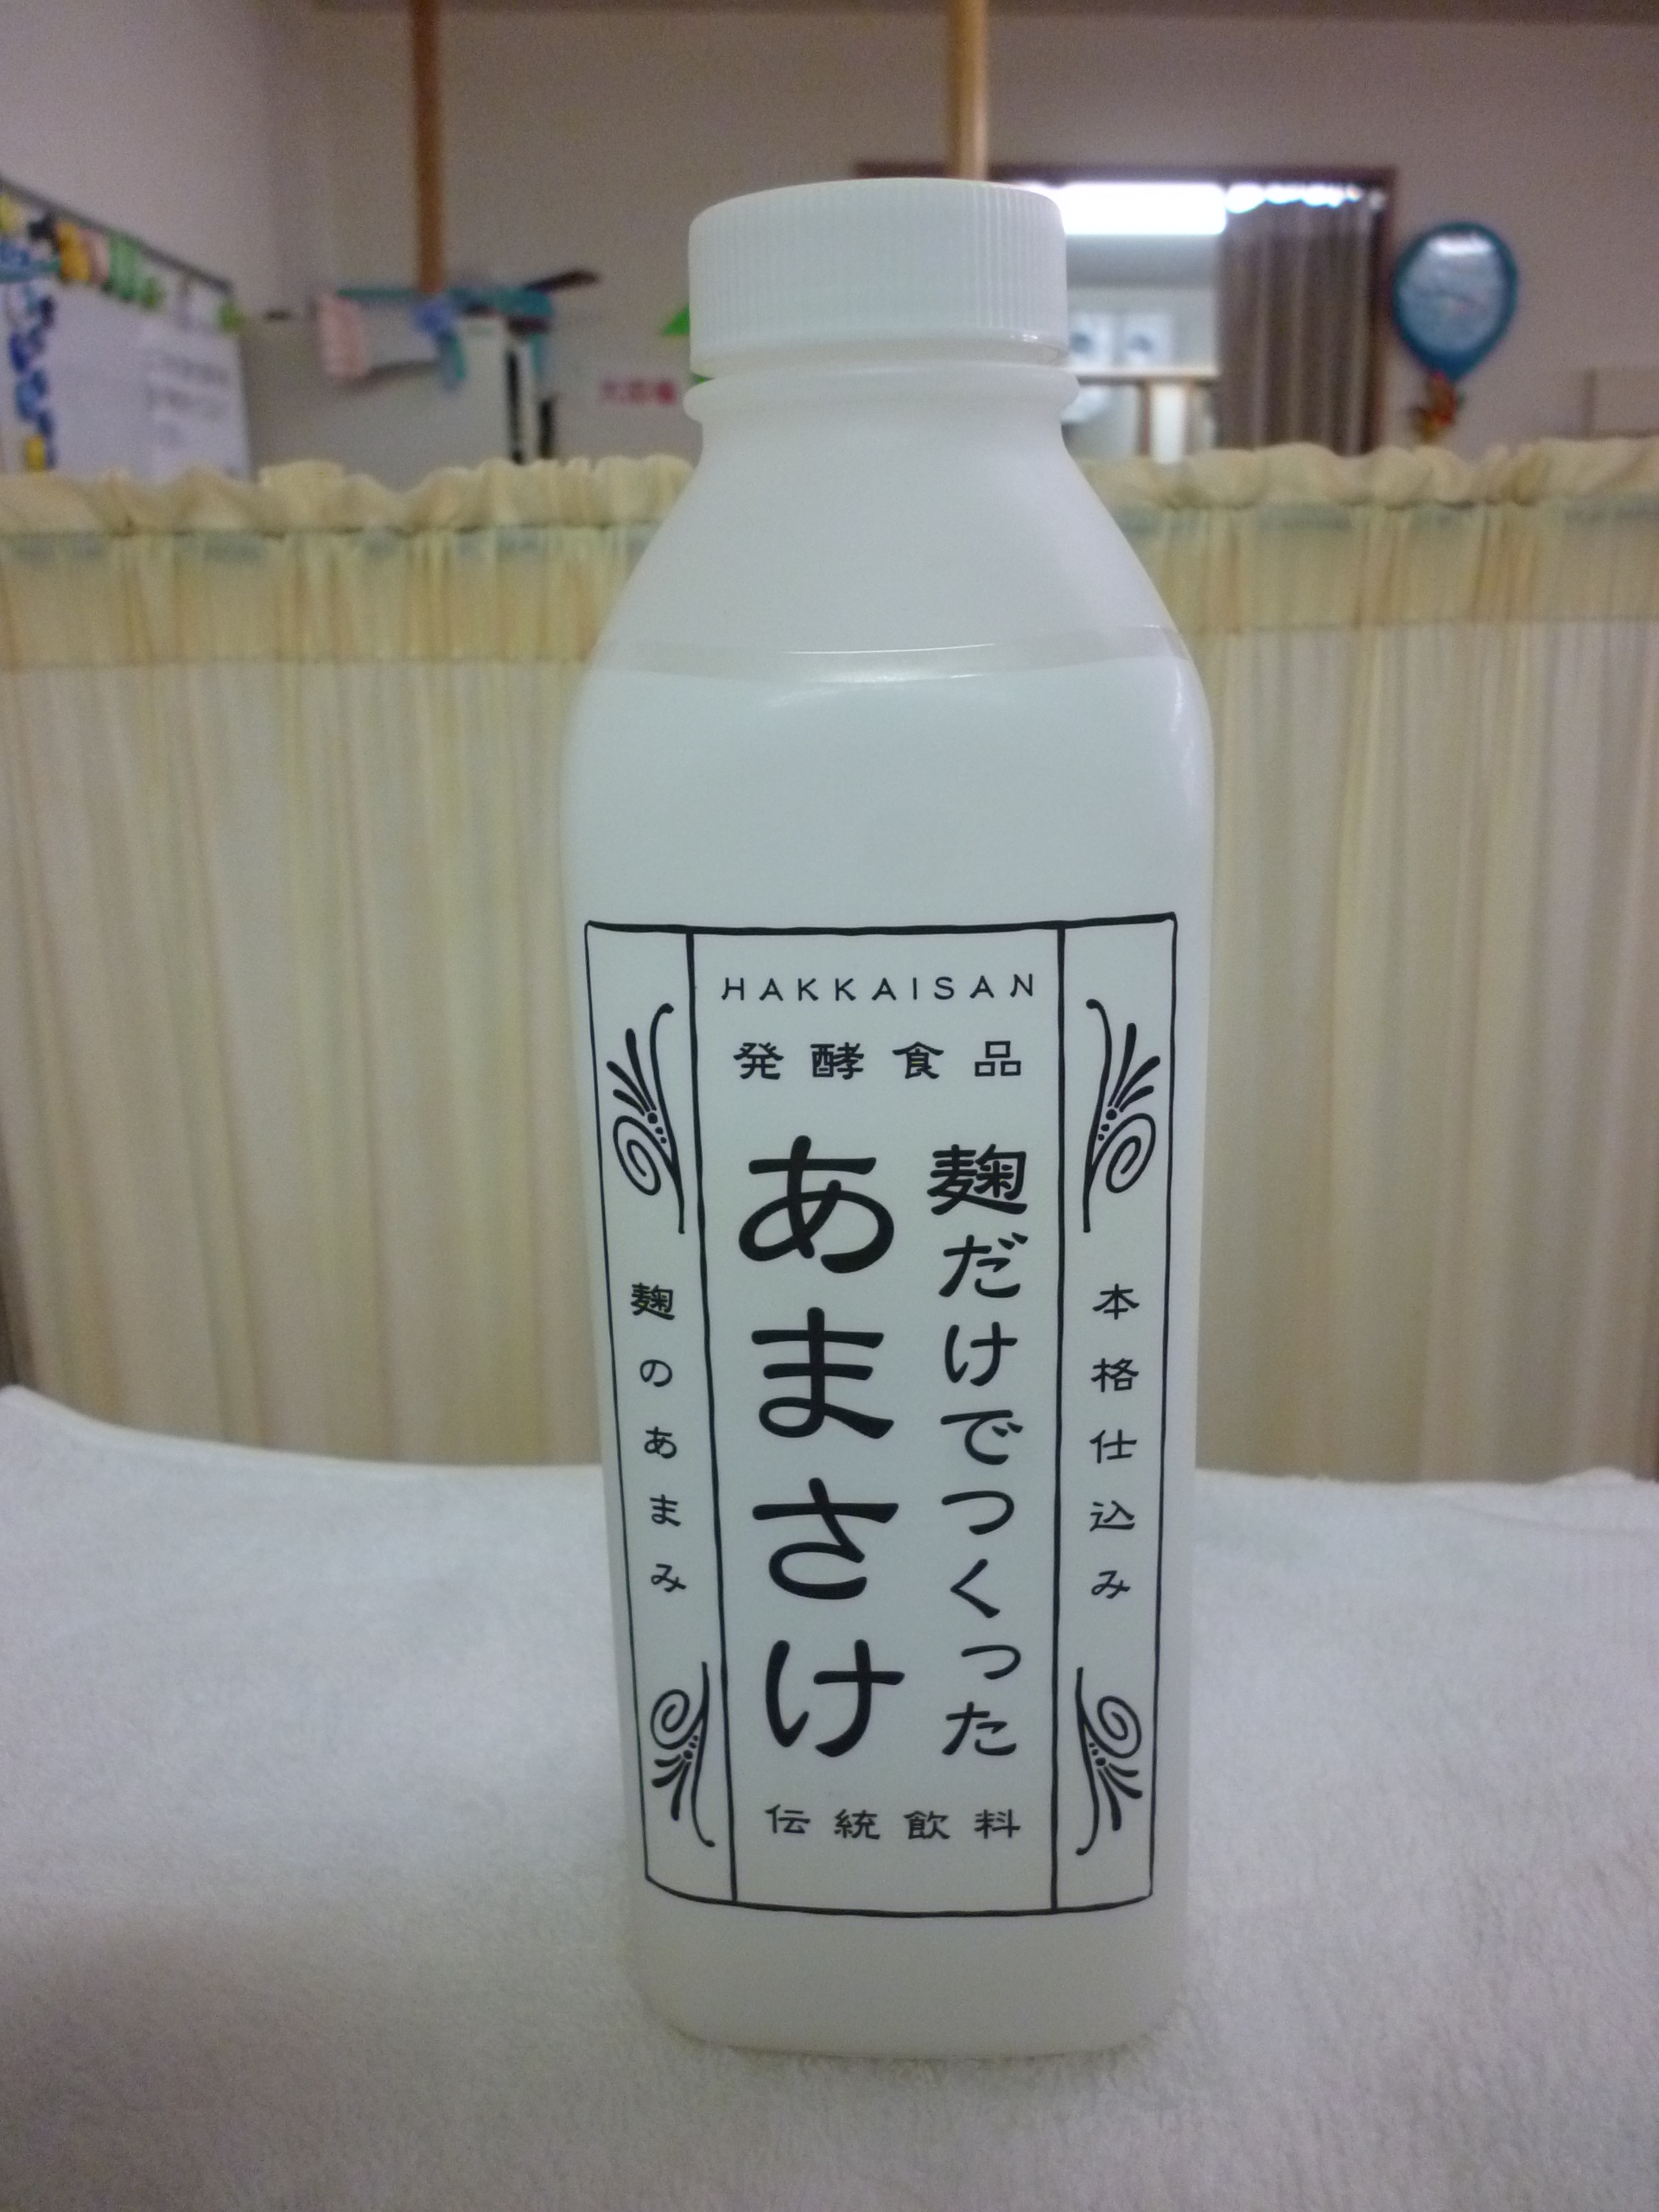 HAKKAISAN
発酵食品
麹だけでつくった
あまさけ
伝統飲料
本格仕込み
麹のあまみ